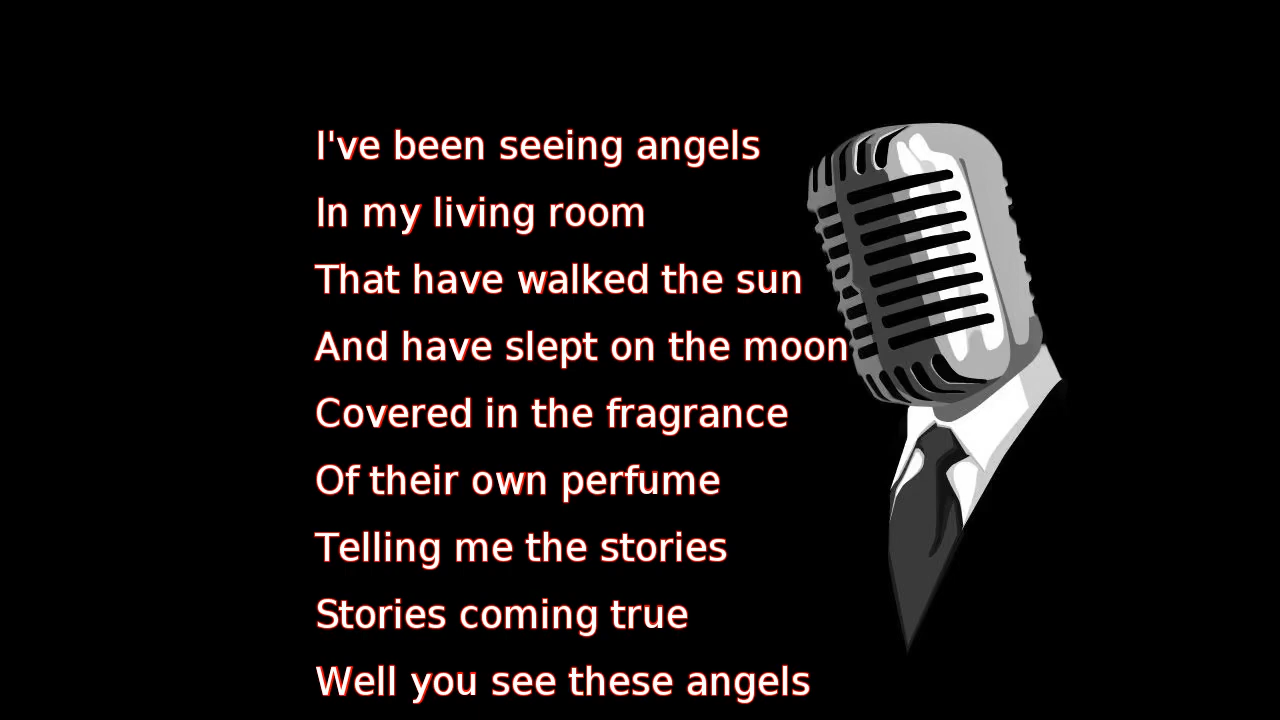 I've been seeing angels
In my living room
That have walked the sun
And have slept on the moon
Covered in the fragrance
Of their own perfume
Telling me the stories
Stories coming true
Well you see these angels